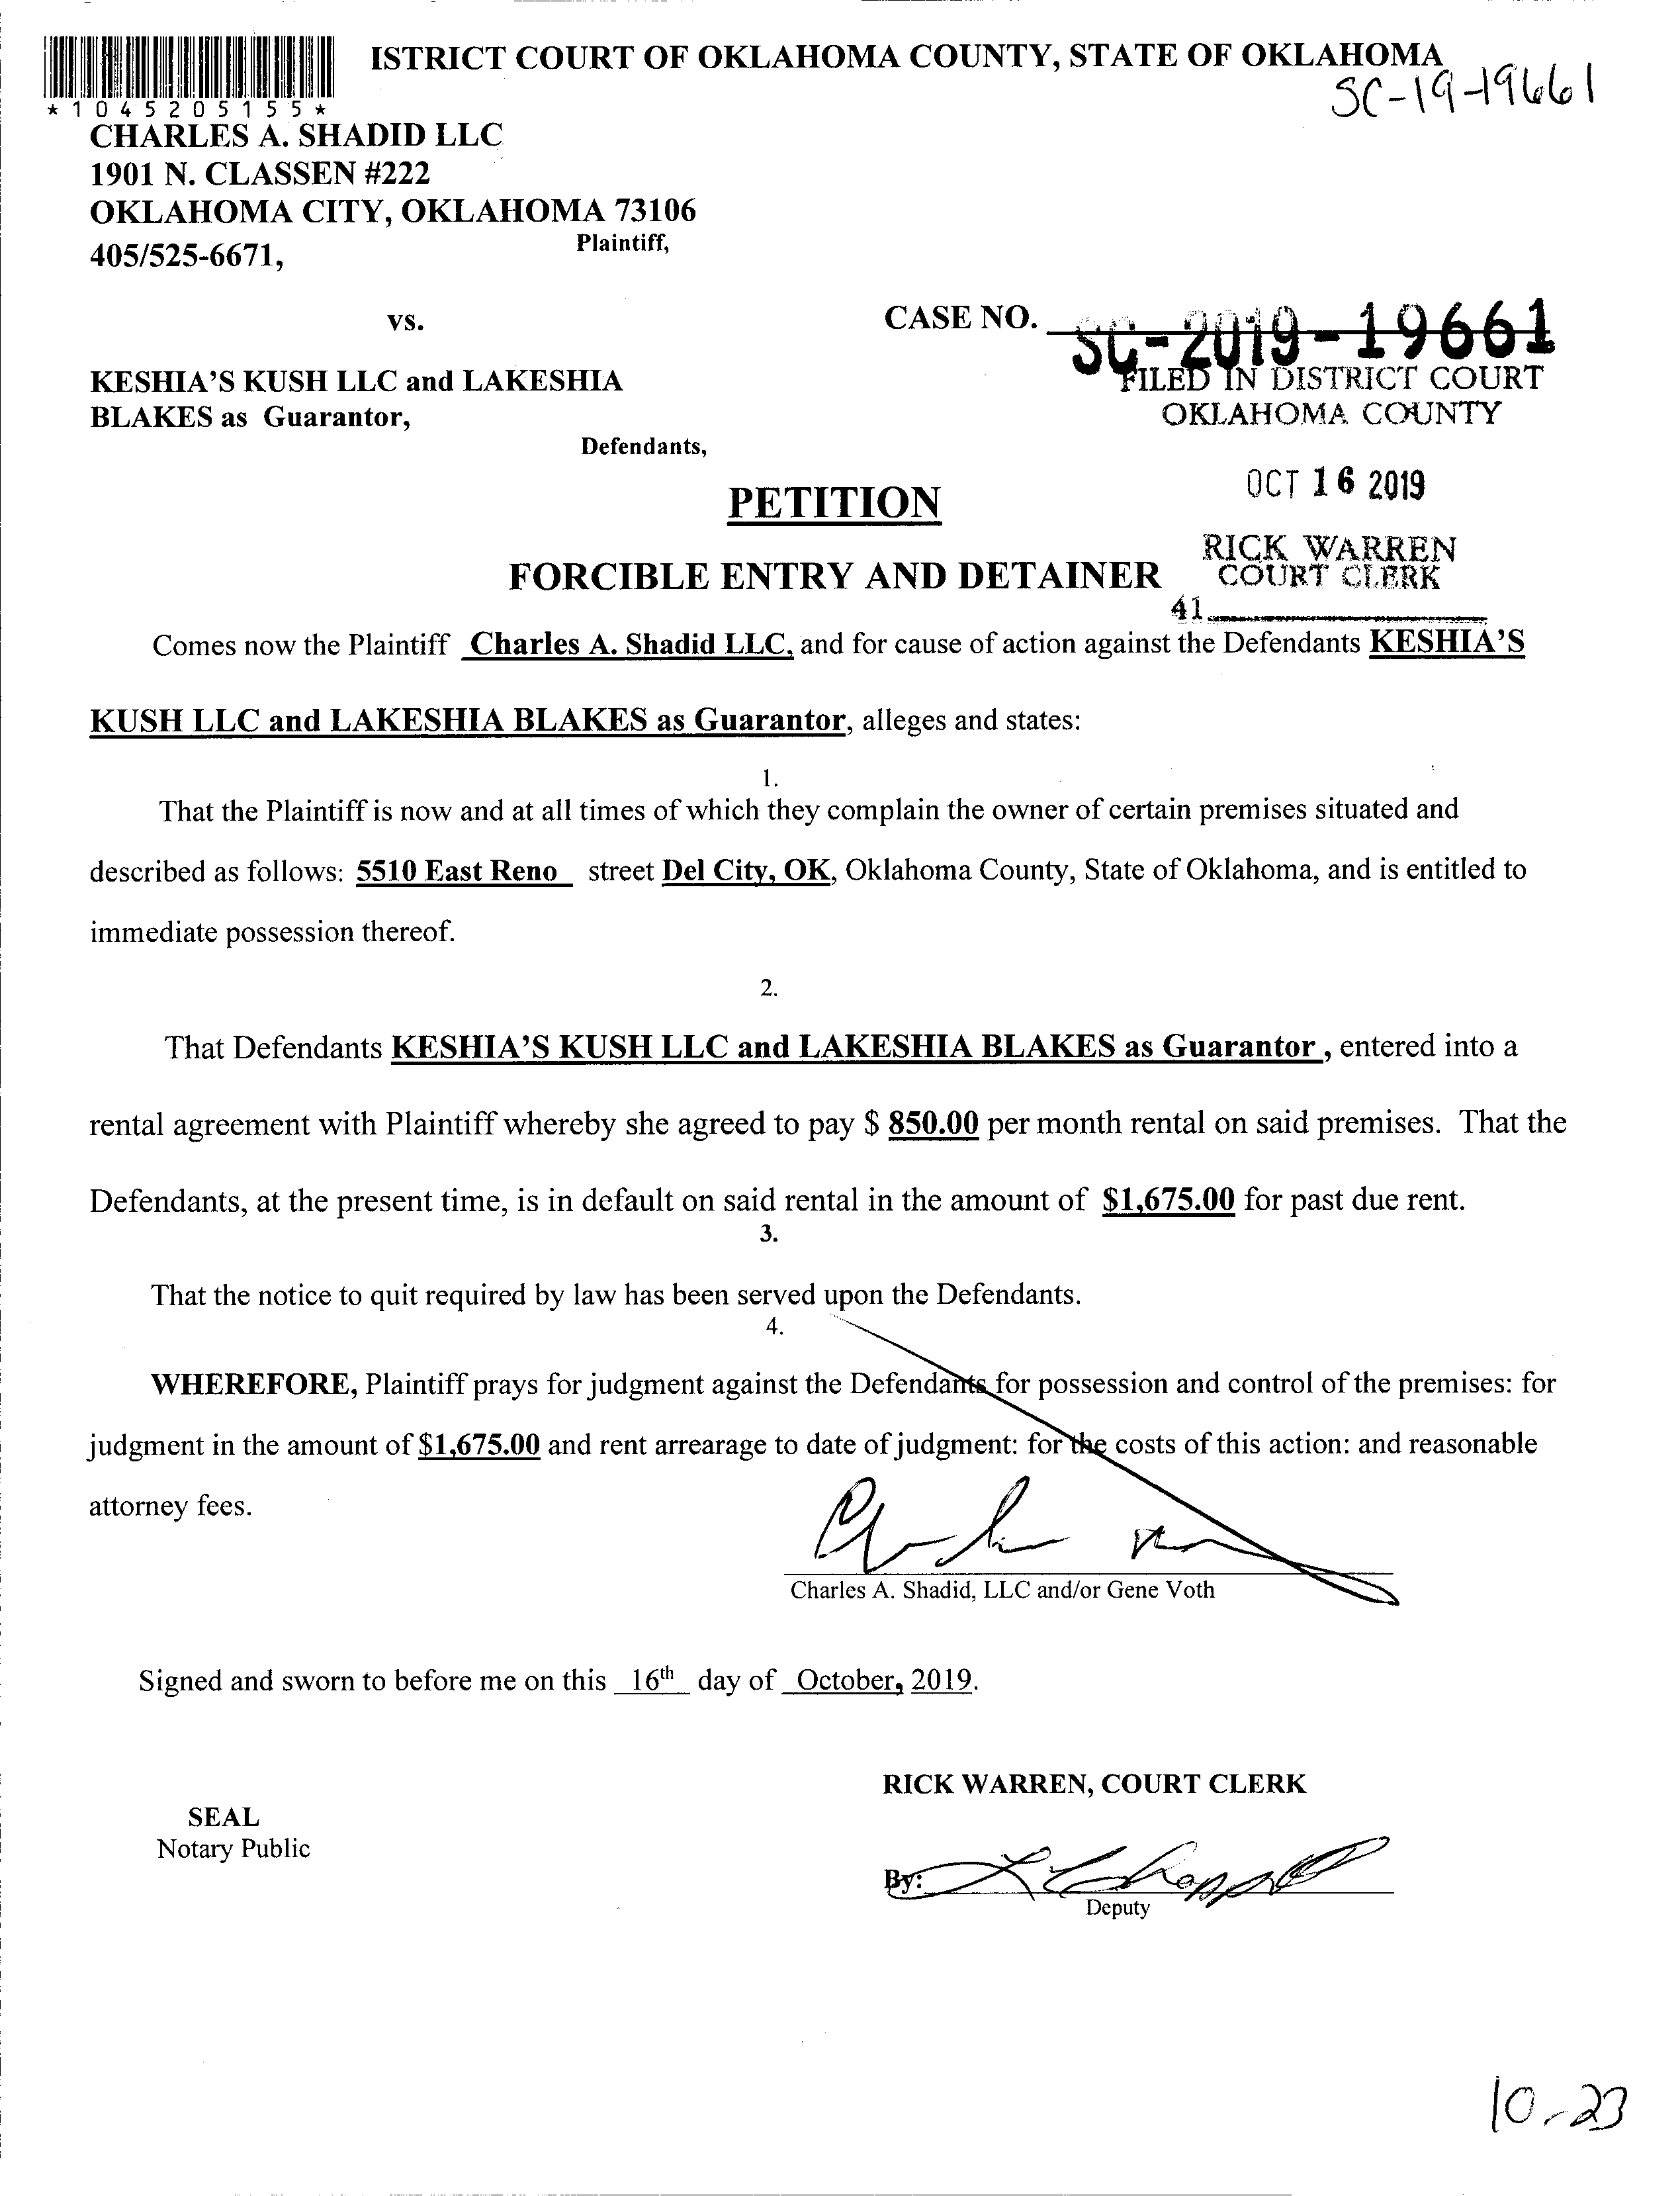 ISTRICT COURT OF OKLAHOMA COUNTY, STATE OF OKLAHOMA
SC-19-19661
*1045205155*
CHARLES A. SHADID LLC
1901 N. CLASSEN #222
OKLAHOMA CITY, OKLAHOMA 73106
405/525-6671, Plaintiff,
vs.
CASE NO. SC-2019-19661
KESHIA'S KUSH LLC and LAKESHIA
BLAKES as Guarantor,
Defendants,
FILED IN DISTRICT COURT
OKLAHOMA COUNTY
OCT 16 2019
RICK WARREN
COURT CLERK
41
PETITION
FORCIBLE ENTRY AND DETAINER
Comes now the Plaintiff Charles A. Shadid LLC, and for cause of action against the Defendants KESHIA'S
KUSH LLC and LAKESHIA BLAKES as Guarantor, alleges and states:
1.
That the Plaintiff is now and at all times of which they complain the owner of certain premises situated and
described as follows: 5510 East Reno street Del City, OK, Oklahoma County, State of Oklahoma, and is entitled to
immediate possession thereof.
2.
That Defendants KESHIA'S KUSH LLC and LAKESHIA BLAKES as Guarantor , entered into a
rental agreement with Plaintiff whereby she agreed to pay $ 850.00 per month rental on said premises. That the
Defendants, at the present time, is in default on said rental in the amount of $1,675.00 for past due rent.
3.
That the notice to quit required by law has been served upon the Defendants.
4.
WHEREFORE, Plaintiff prays for judgment against the Defendants for possession and control of the premises: for
judgment in the amount of $1,675.00 and rent arrearage to date of judgment: for the costs of this action: and reasonable
attorney fees.
Charles A. Shadid, LLC and/or Gene Voth
Signed and sworn to before me on this 16th day of October, 2019.
RICK WARREN, COURT CLERK
SEAL
Notary Public
By:
Deputy
10-23